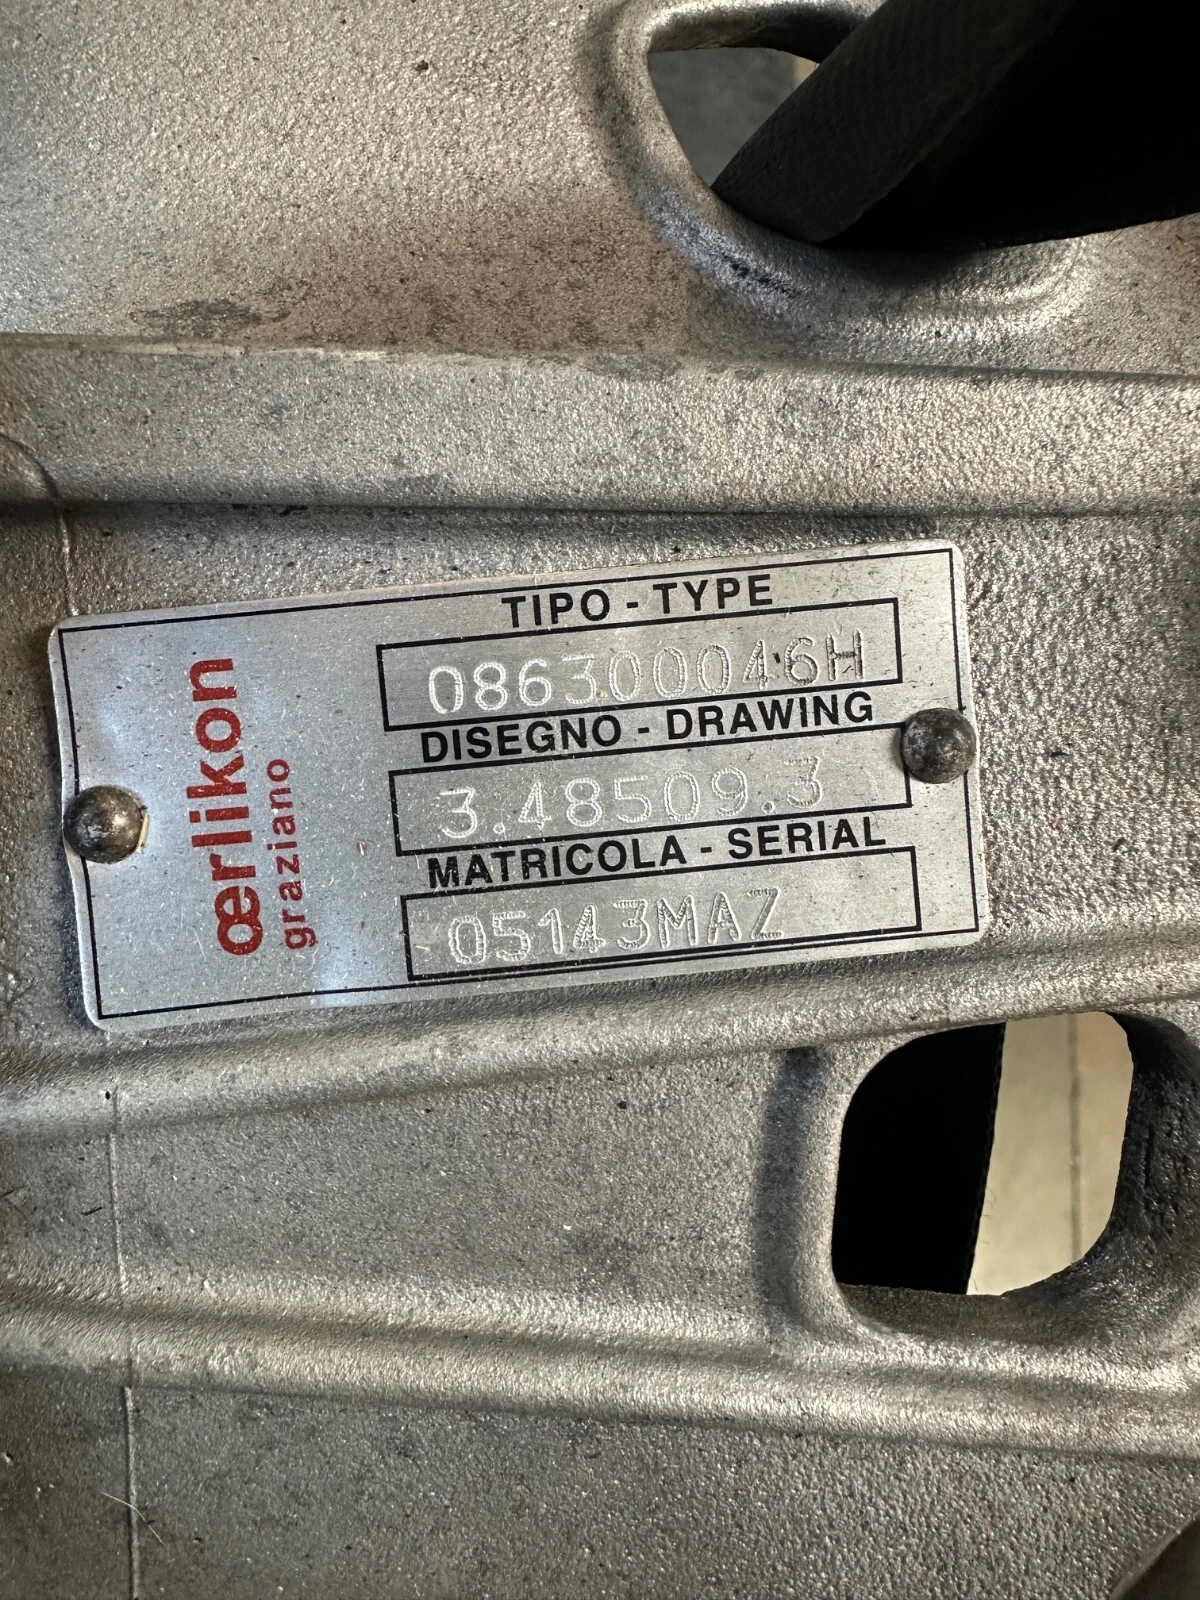 œrlikon
graziano
TIPO - TYPE
086300046H
DISEGNO - DRAWING
3.48509.3
MATRICOLA - SERIAL
05143MAZ